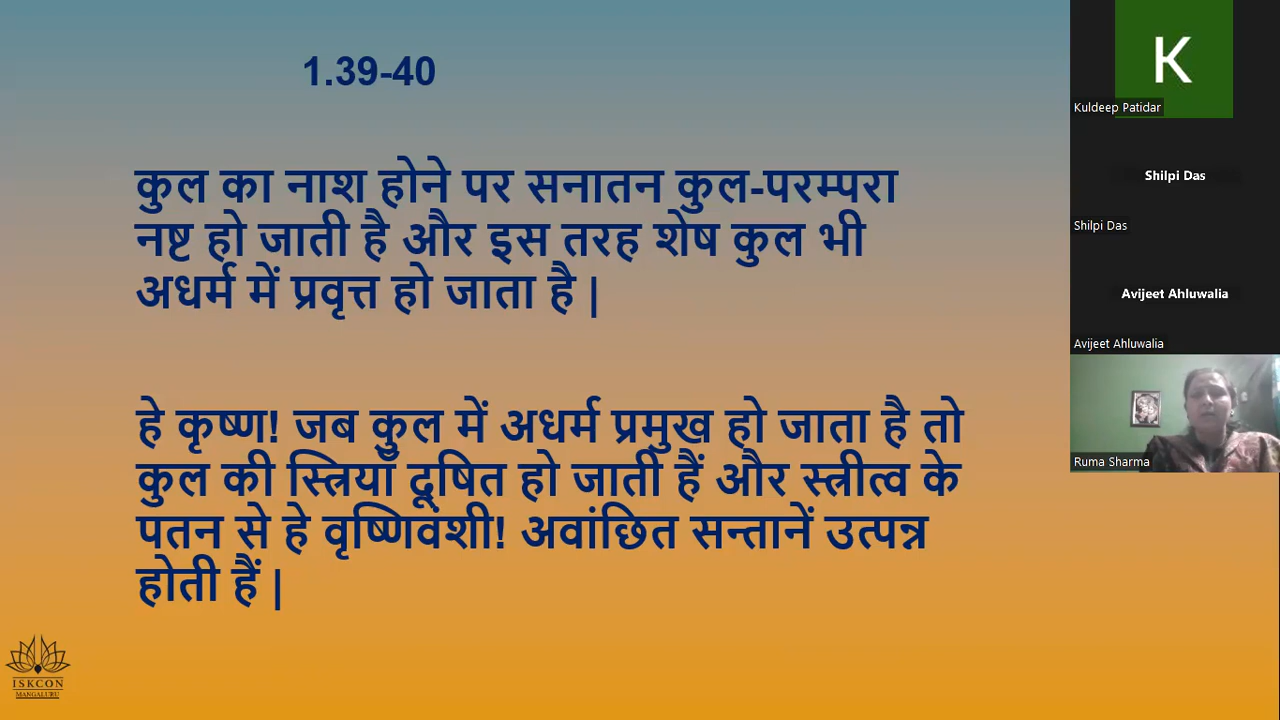 1.39-40
कुल का नाश होने पर सनातन कुल-परम्परा
नष्ट हो जाती है और इस तरह शेष कुल भी
अधर्म में प्रवृत्त हो जाता है |
हे कृष्ण! जब कुल में अधर्म प्रमुख हो जाता है तो
कुल की स्त्रियाँ दूषित हो जाती हैं और स्त्रीत्व के
पतन से हे वृष्णिवंशी! अवांछित सन्तानें उत्पन्न
होती हैं |
ISKCON
MANGALURU
K
Kuldeep Patidar
Shilpi Das
Shilpi Das
Avijeet Ahluwalia
Avijeet Ahluwalia
Ruma Sharma